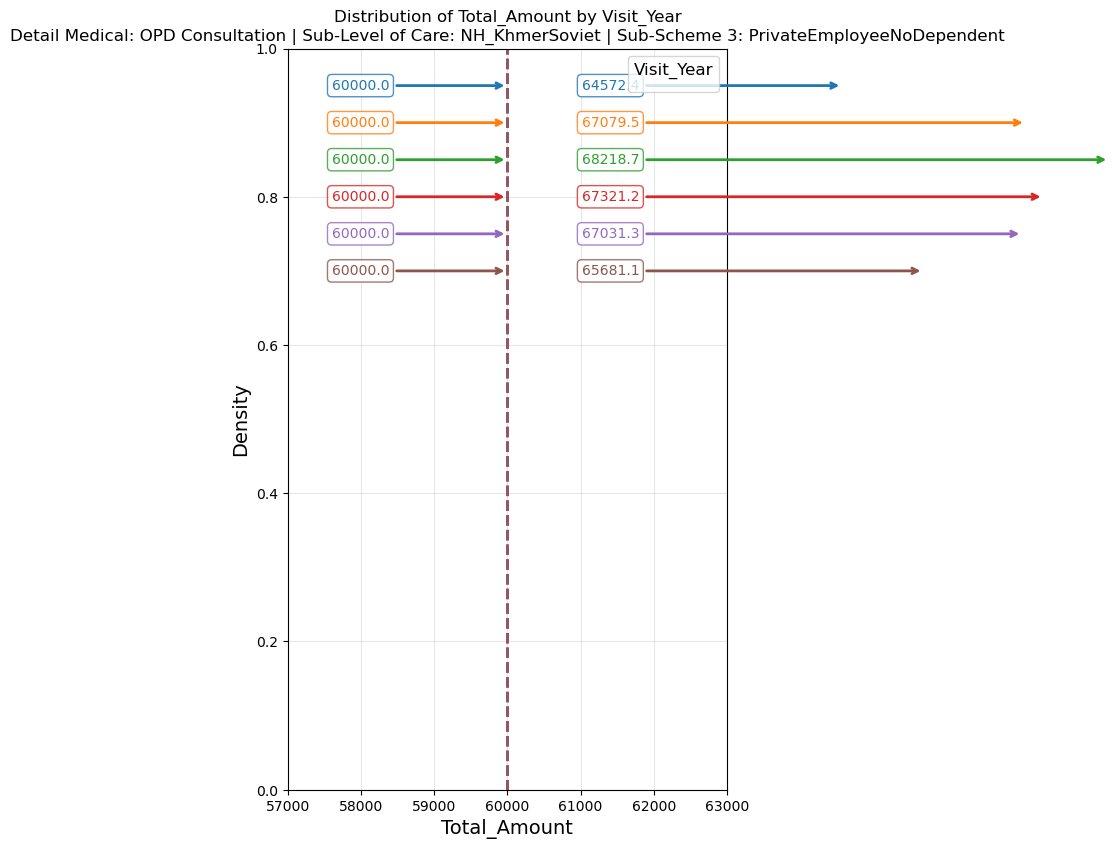 Distribution of Total_Amount by Visit_Year
Detail Medical: OPD Consultation | Sub-Level of Care: NH_KhmerSoviet | Sub-Scheme 3: PrivateEmployeeNoDependent
Visit_Year
1.0
60000.0 64572.4
60000.0 67079.5
60000.0 68218.7
0.8
60000.0 67321.2
60000.0 67031.3
60000.0 65681.1
0.6
Density
0.4
0.2
0.0
57000 58000 59000 60000 61000 62000 63000
Total_Amount